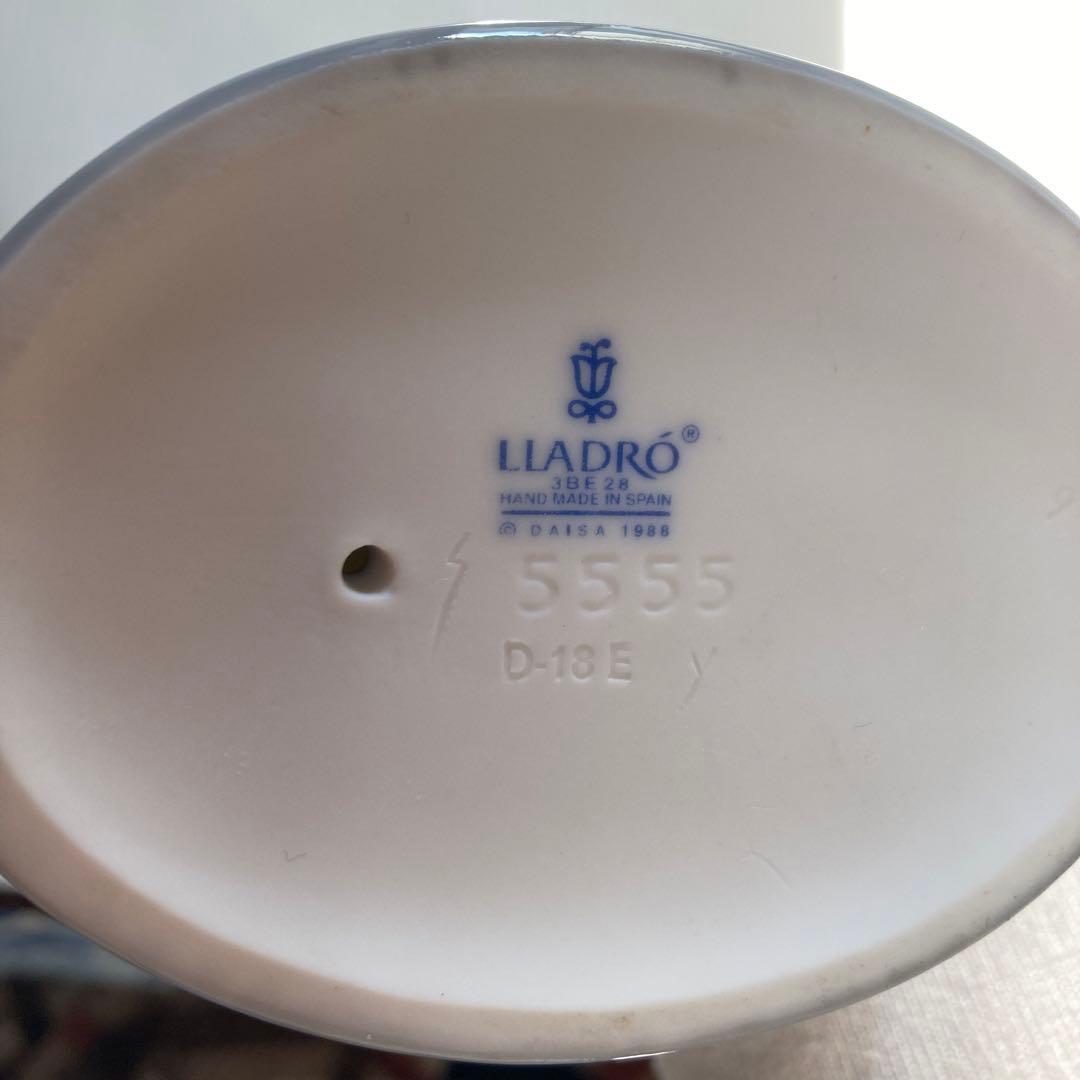 LLADRÓ®
3BE28
HAND MADE IN SPAIN
© DAISA 1988
5555
D-18E y